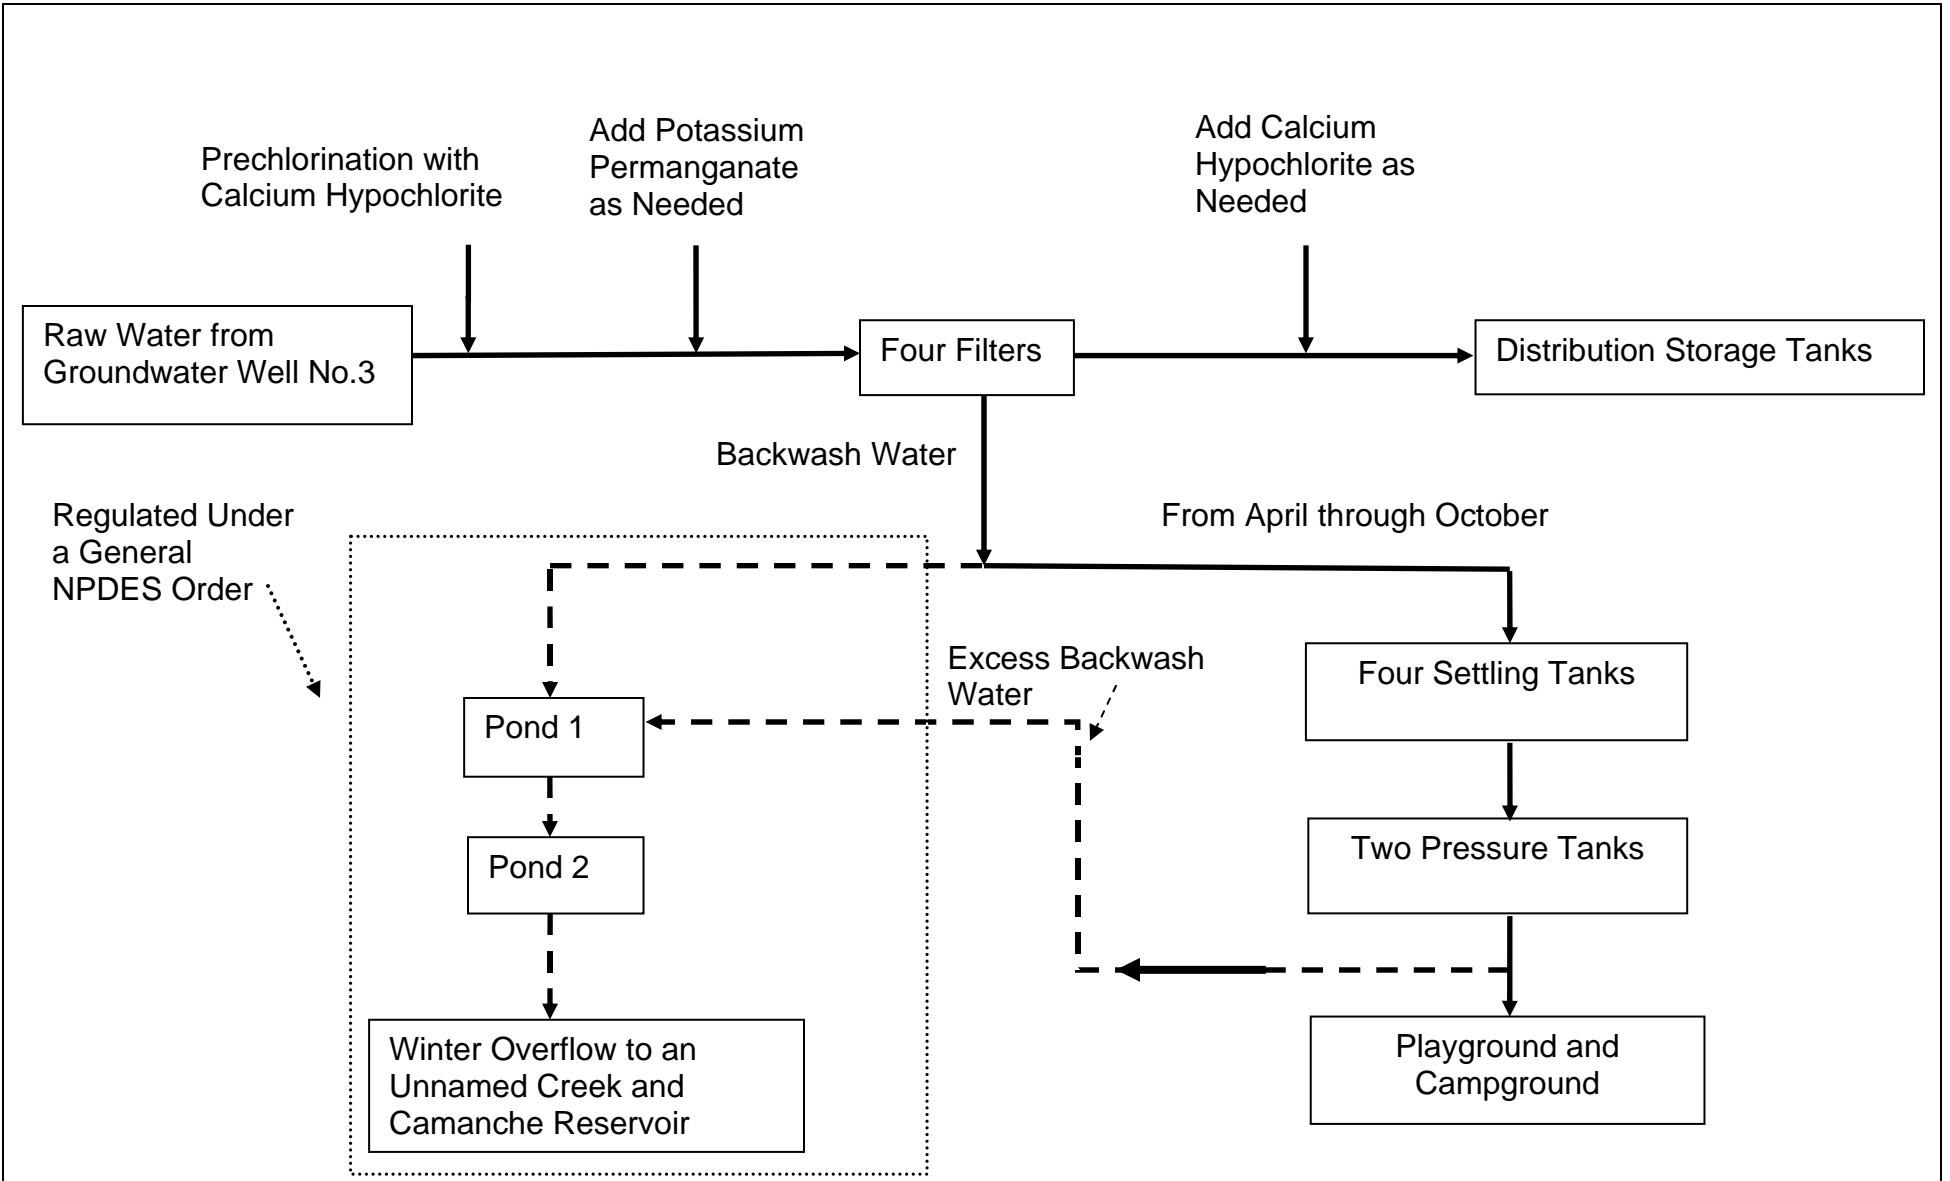 Prechlorination with
Calcium Hypochlorite
Add Potassium
Permanganate
as Needed
Add Calcium
Hypochlorite as
Needed
Raw Water from
Groundwater Well No.3
Four Filters
Distribution Storage Tanks
Backwash Water
Regulated Under
a General
NPDES Order
From April through October
Excess Backwash
Water
Four Settling Tanks
Pond 1
Two Pressure Tanks
Pond 2
Winter Overflow to an
Unnamed Creek and
Camanche Reservoir
Playground and
Campground